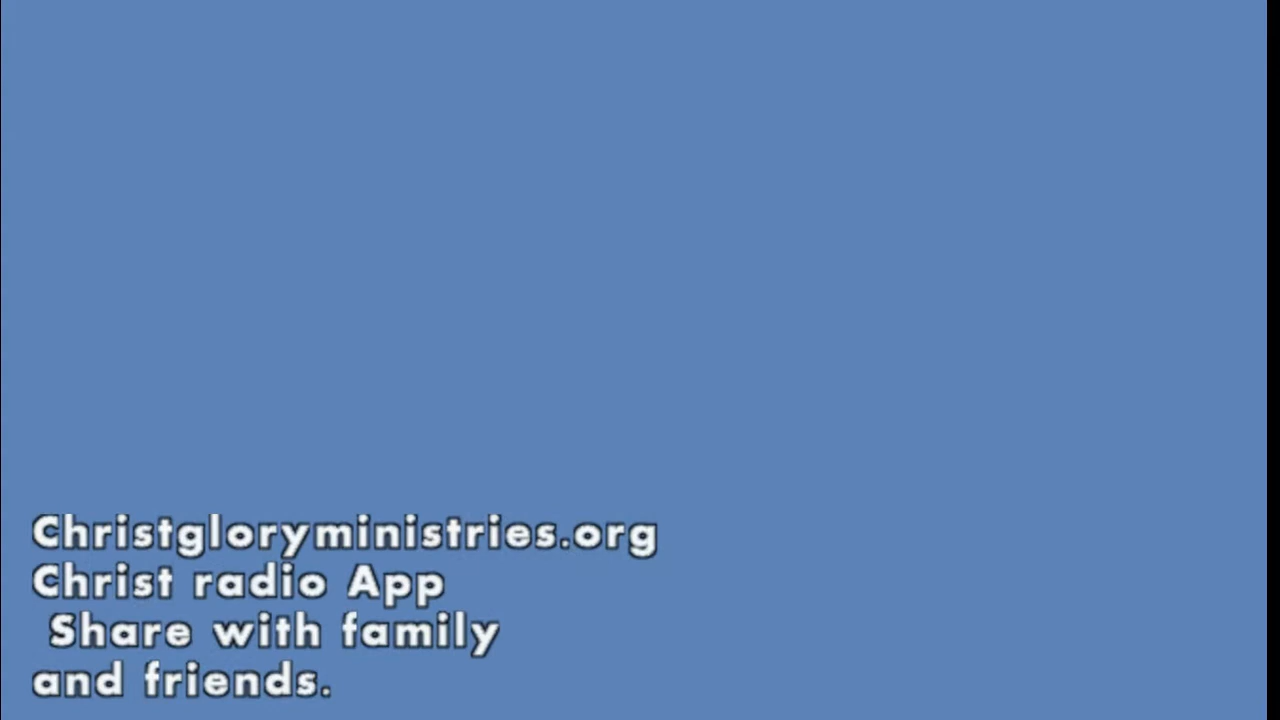 Christgloryministries.org
Christ radio App
Share with family
and friends.